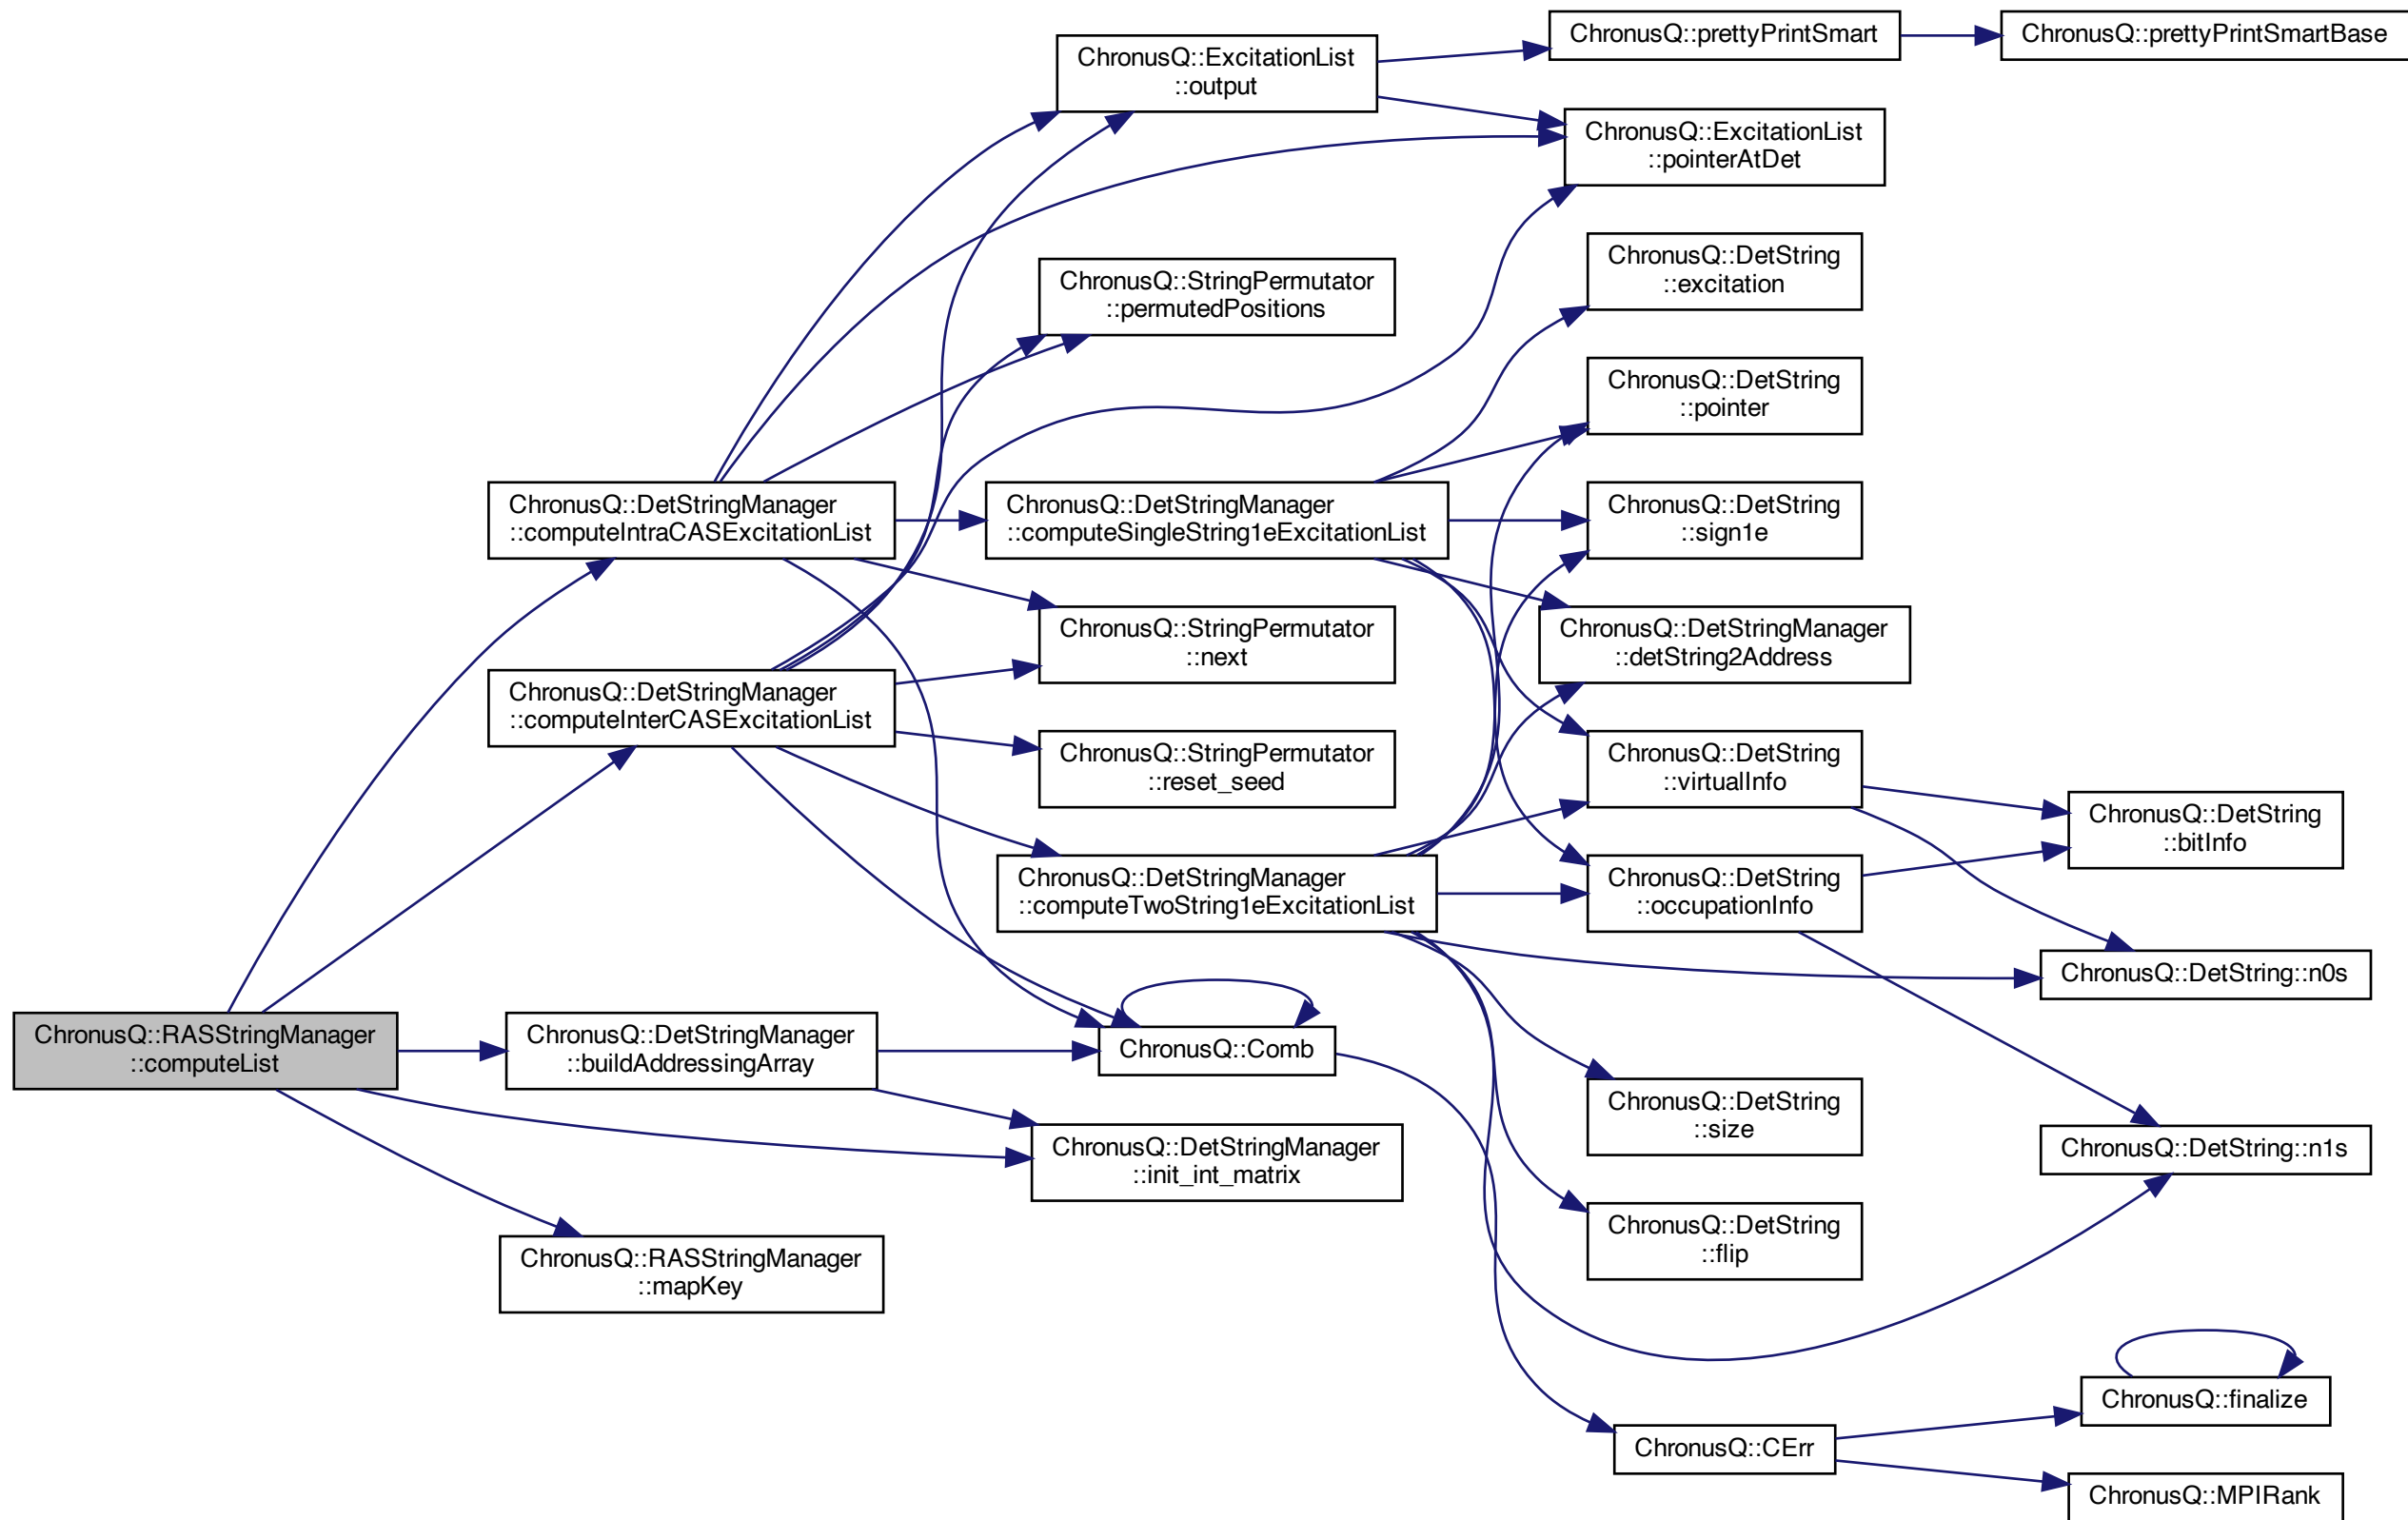 ChronusQ::RASStringManager
::computeList
ChronusQ::DetStringManager
::computeIntraCASExcitationList
ChronusQ::DetStringManager
::computeInterCASExcitationList
ChronusQ::DetStringManager
::buildAddressingArray
ChronusQ::RASStringManager
::mapKey
ChronusQ::ExcitationList
::output
ChronusQ::StringPermutator
::permutedPositions
ChronusQ::DetStringManager
::computeSingleString1eExcitationList
ChronusQ::StringPermutator
::next
ChronusQ::StringPermutator
::reset_seed
ChronusQ::DetStringManager
::computeTwoString1eExcitationList
ChronusQ::Comb
ChronusQ::DetStringManager
::init_int_matrix
ChronusQ::prettyPrintSmart
ChronusQ::ExcitationList
::pointerAtDet
ChronusQ::DetString
::excitation
ChronusQ::DetString
::pointer
ChronusQ::DetString
::sign1e
ChronusQ::DetStringManager
::detString2Address
ChronusQ::DetString
::virtualInfo
ChronusQ::DetString
::occupationInfo
ChronusQ::DetString
::size
ChronusQ::DetString
::flip
ChronusQ::CErr
ChronusQ::prettyPrintSmartBase
ChronusQ::DetString
::bitInfo
ChronusQ::DetString::n0s
ChronusQ::DetString::n1s
ChronusQ::finalize
ChronusQ::MPIRank